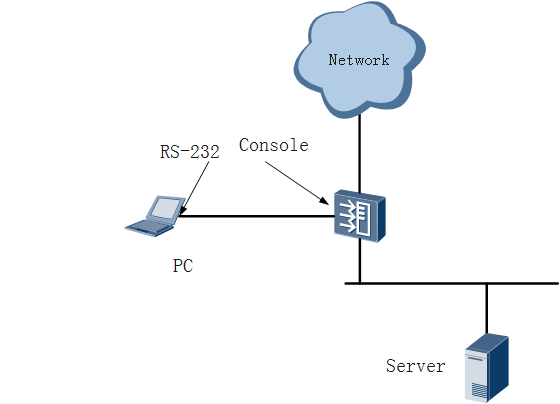 Network
Console
RS-232
PC
Server